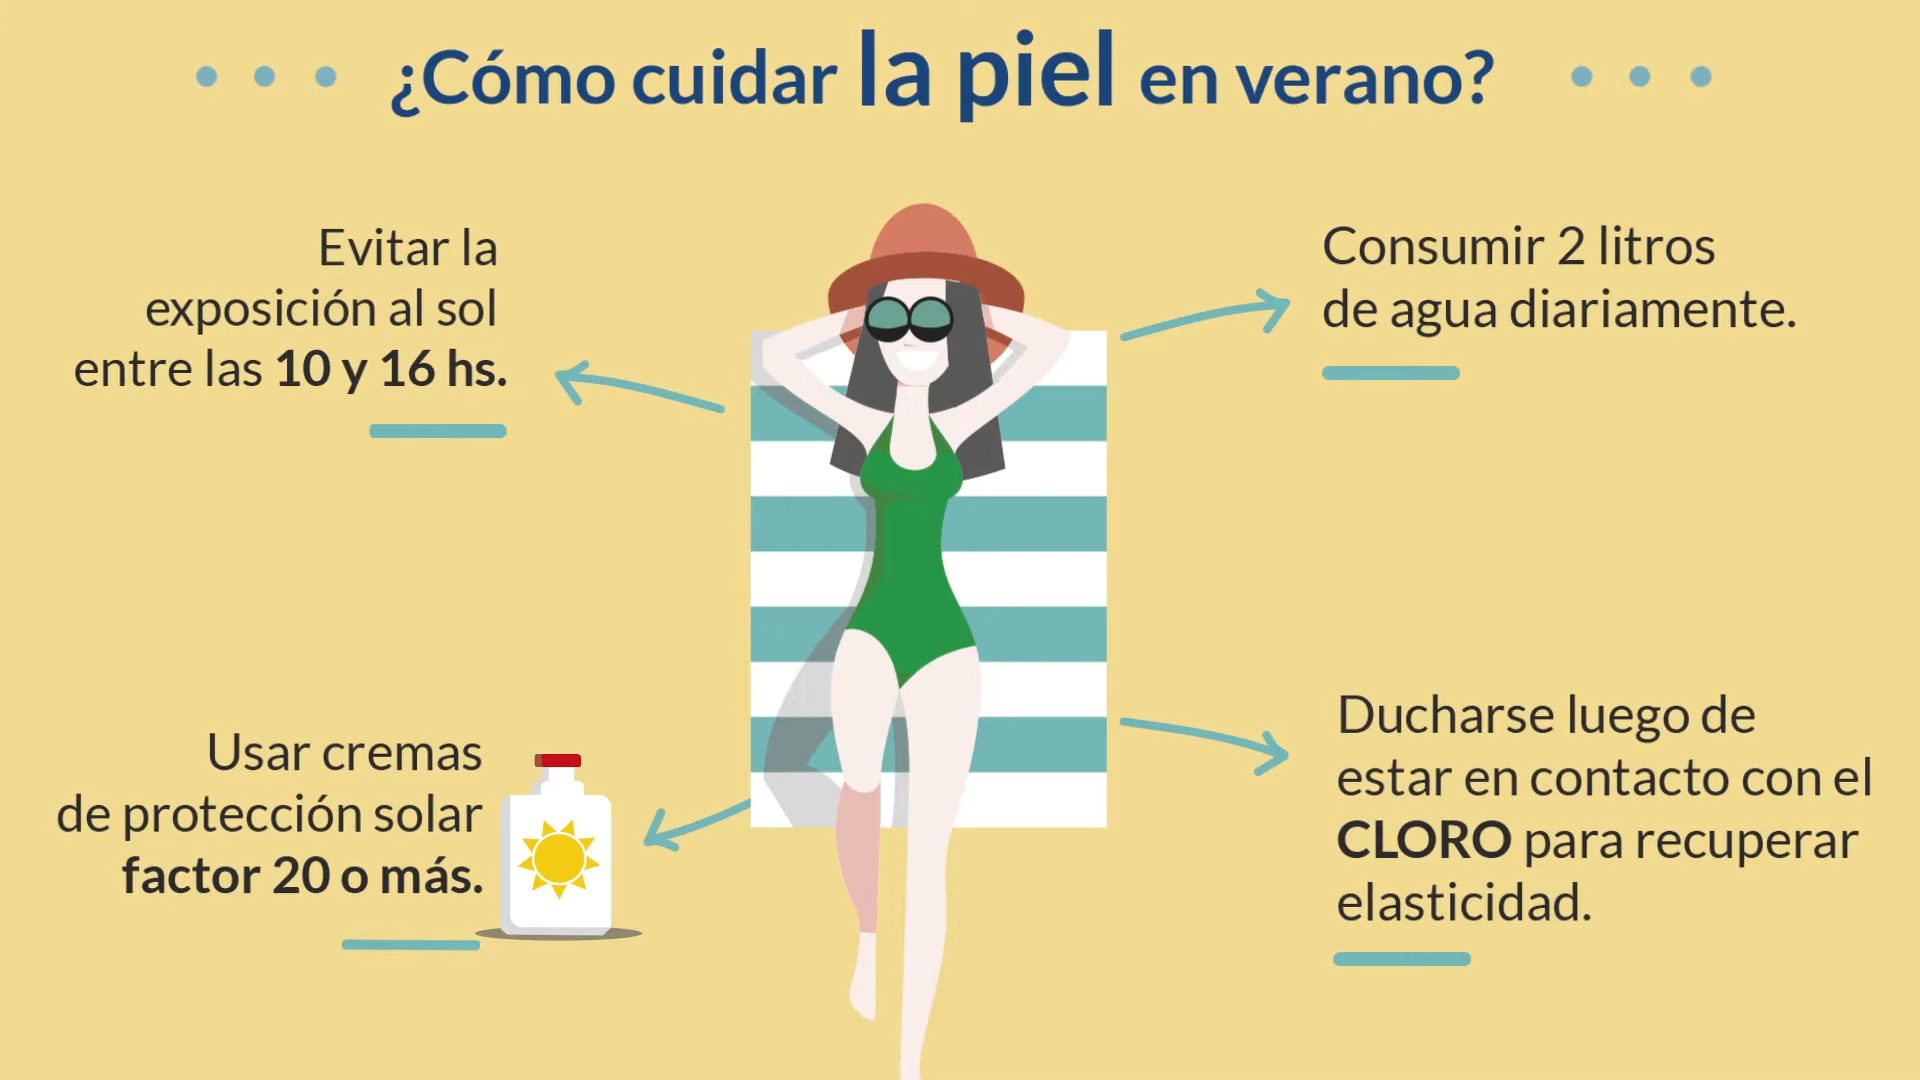 ¿Cómo cuidar la piel en verano?
Evitar la
exposición al sol
entre las 10 y 16 hs.
Consumir 2 litros
de agua diariamente.
Usar cremas
de protección solar
factor 20 o más.
Ducharse luego de
estar en contacto con el
CLORO para recuperar
elasticidad.